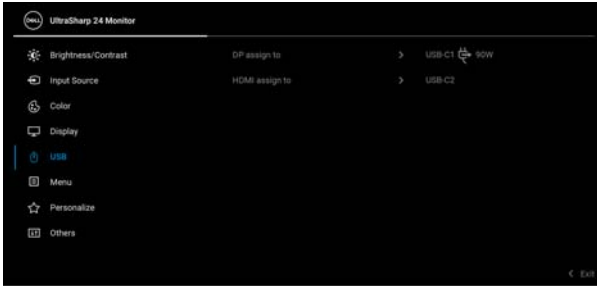 DELL UltraSharp 24 Monitor
Brightness/Contrast DP assign to > USB-C1 90W
Input Source HDMI assign to > USB-C2
Color
Display
USB
Menu
Personalize
Others
< Exit